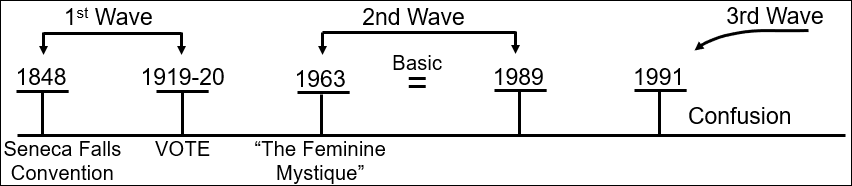 1st Wave
2nd Wave
3rd Wave
1848
1919-20
1963
Basic
=
1989
1991
Confusion
Seneca Falls
Convention
VOTE
“The Feminine
Mystique”